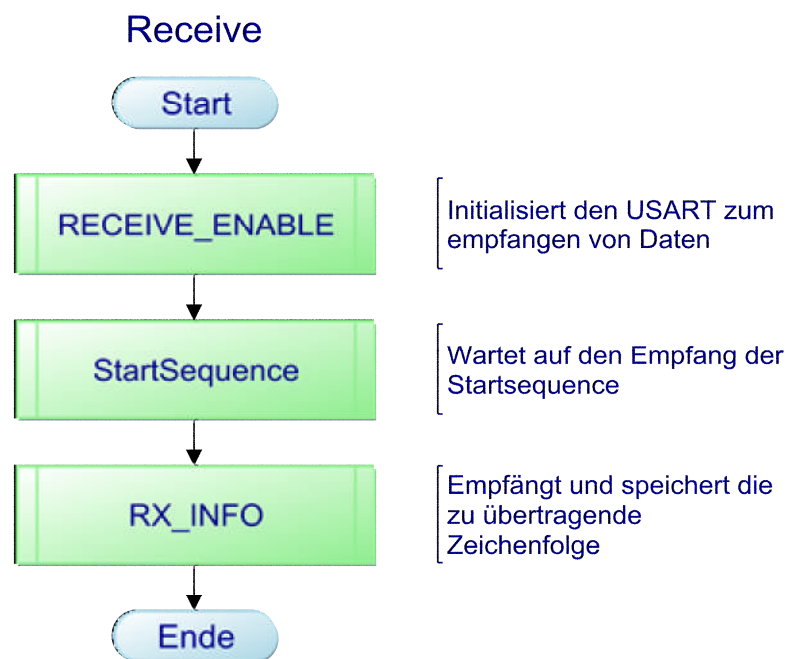 Receive
Start
RECEIVE_ENABLE
Initialisiert den USART zum
empfangen von Daten
StartSequence
Wartet auf den Empfang der
Startsequence
RX_INFO
Empfängt und speichert die
zu übertragende
Zeichenfolge
Ende